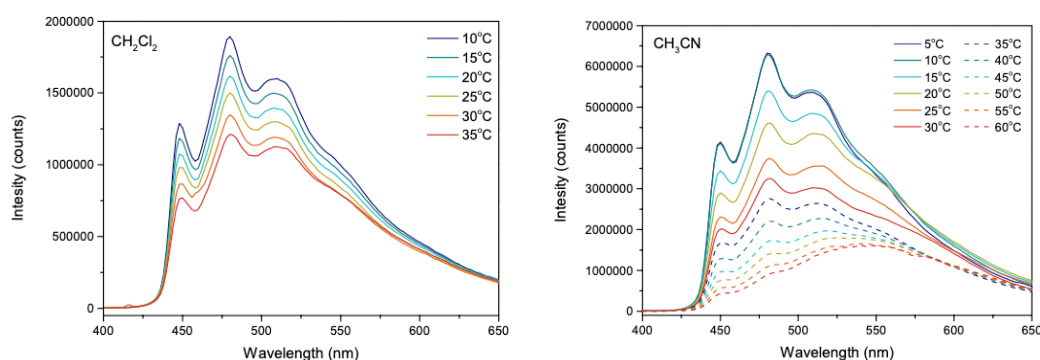 CH₂Cl₂
10°C
15°C
20°C
25°C
30°C
35°C
2000000
1500000
1000000
500000
0
400 450 500 550 600 650
Intesity (counts)
Wavelength (nm)
CH₃CN
5°C 35°C
10°C 40°C
15°C 45°C
20°C 50°C
25°C 55°C
30°C 60°C
7000000
6000000
5000000
4000000
3000000
2000000
1000000
0
400 450 500 550 600 650
Intesity (counts)
Wavelength (nm)